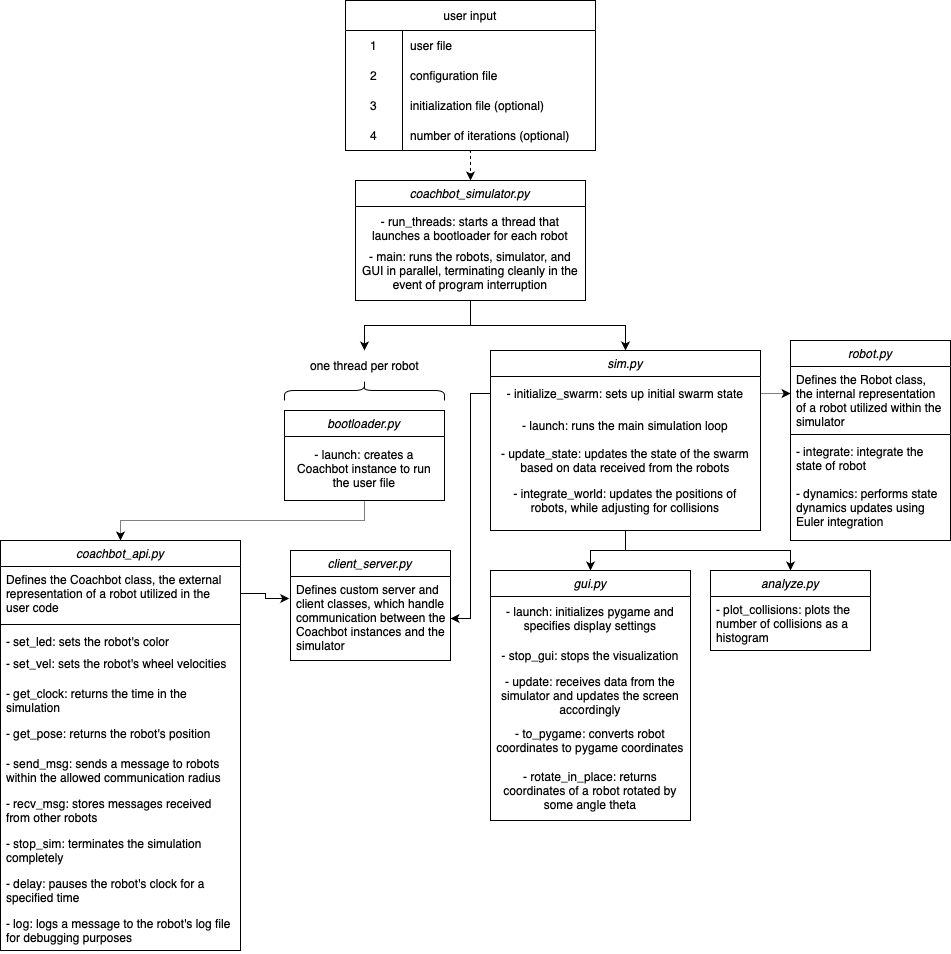 user input
1 user file
2 configuration file
3 initialization file (optional)
4 number of iterations (optional)
coachbot_simulator.py
- run_threads: starts a thread that
launches a bootloader for each robot
- main: runs the robots, simulator, and
GUI in parallel, terminating cleanly in the
event of program interruption
one thread per robot
bootloader.py
- launch: creates a
Coachbot instance to run
the user file
sim.py
- initialize_swarm: sets up initial swarm state
- launch: runs the main simulation loop
- update_state: updates the state of the swarm
based on data received from the robots
- integrate_world: updates the positions of
robots, while adjusting for collisions
robot.py
Defines the Robot class,
the internal representation
of a robot utilized within the
simulator
- integrate: integrate the
state of robot
- dynamics: performs state
dynamics updates using
Euler integration
coachbot_api.py
Defines the Coachbot class, the external
representation of a robot utilized in the
user code
- set_led: sets the robot's color
- set_vel: sets the robot's wheel velocities
- get_clock: returns the time in the
simulation
- get_pose: returns the robot's position
- send_msg: sends a message to robots
within the allowed communication radius
- recv_msg: stores messages received
from other robots
- stop_sim: terminates the simulation
completely
- delay: pauses the robot's clock for a
specified time
- log: logs a message to the robot's log file
for debugging purposes
client_server.py
Defines custom server and
client classes, which handle
communication between the
Coachbot instances and the
simulator
gui.py
- launch: initializes pygame and
specifies display settings
- stop_gui: stops the visualization
- update: receives data from the
simulator and updates the screen
accordingly
- to_pygame: converts robot
coordinates to pygame coordinates
- rotate_in_place: returns
coordinates of a robot rotated by
some angle theta
analyze.py
- plot_collisions: plots the
number of collisions as a
histogram